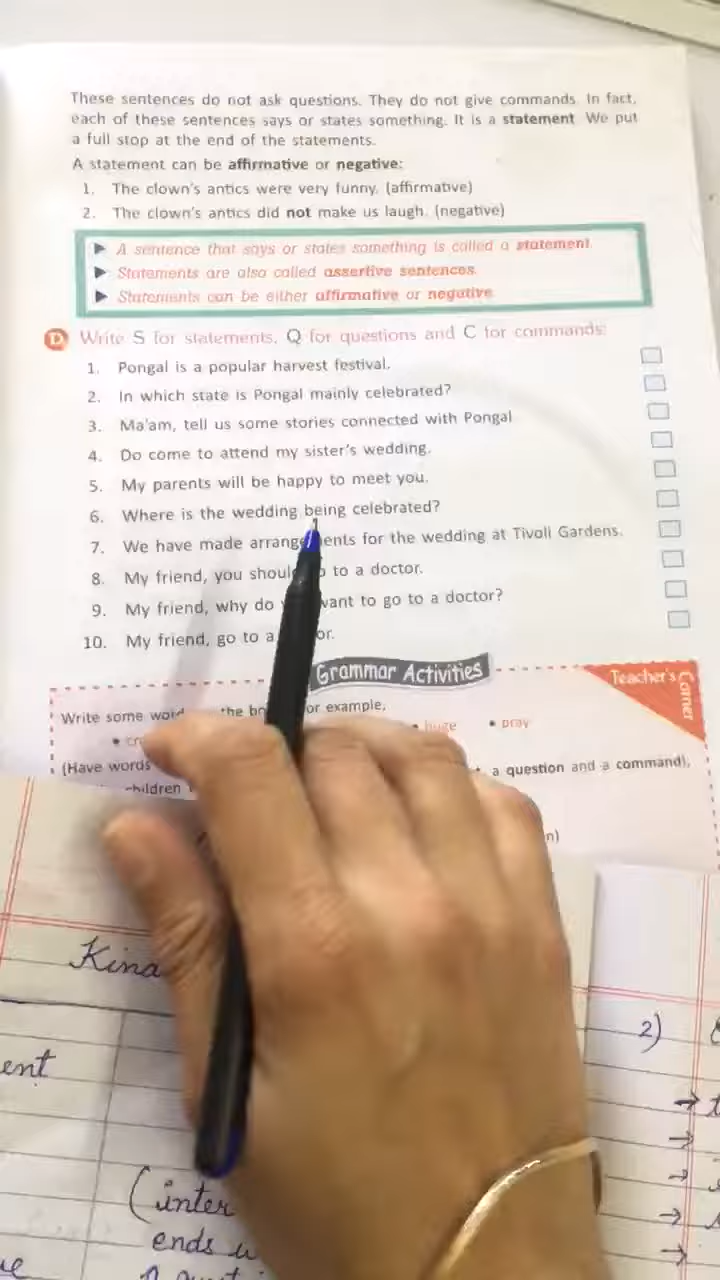 These sentences do not ask questions. They do not give commands. In fact,
each of these sentences says or states something. It is a statement. We put
a full stop at the end of the statements.
A statement can be affirmative or negative:
1. The clown's antics were very funny. (affirmative)
2. The clown's antics did not make us laugh. (negative)
▶ A sentence that says or states something is called a statement.
▶ Statements are also called assertive sentences.
▶ Statements can be either affirmative or negative.
D Write S for statements, Q for questions and C for commands:
1. Pongal is a popular harvest festival.
2. In which state is Pongal mainly celebrated?
3. Ma'am, tell us some stories connected with Pongal
4. Do come to attend my sister's wedding.
5. My parents will be happy to meet you.
6. Where is the wedding being celebrated?
7. We have made arrangements for the wedding at Tivoli Gardens.
8. My friend, you shoul to a doctor.
9. My friend, why do want to go to a doctor?
10. My friend, go to a or.
Grammar Activities
Teacher's Corner
Write some word the or example,
huge • pray
(Have words a question and a command).
children
n)
Kind
2)
ent
(inter
ends